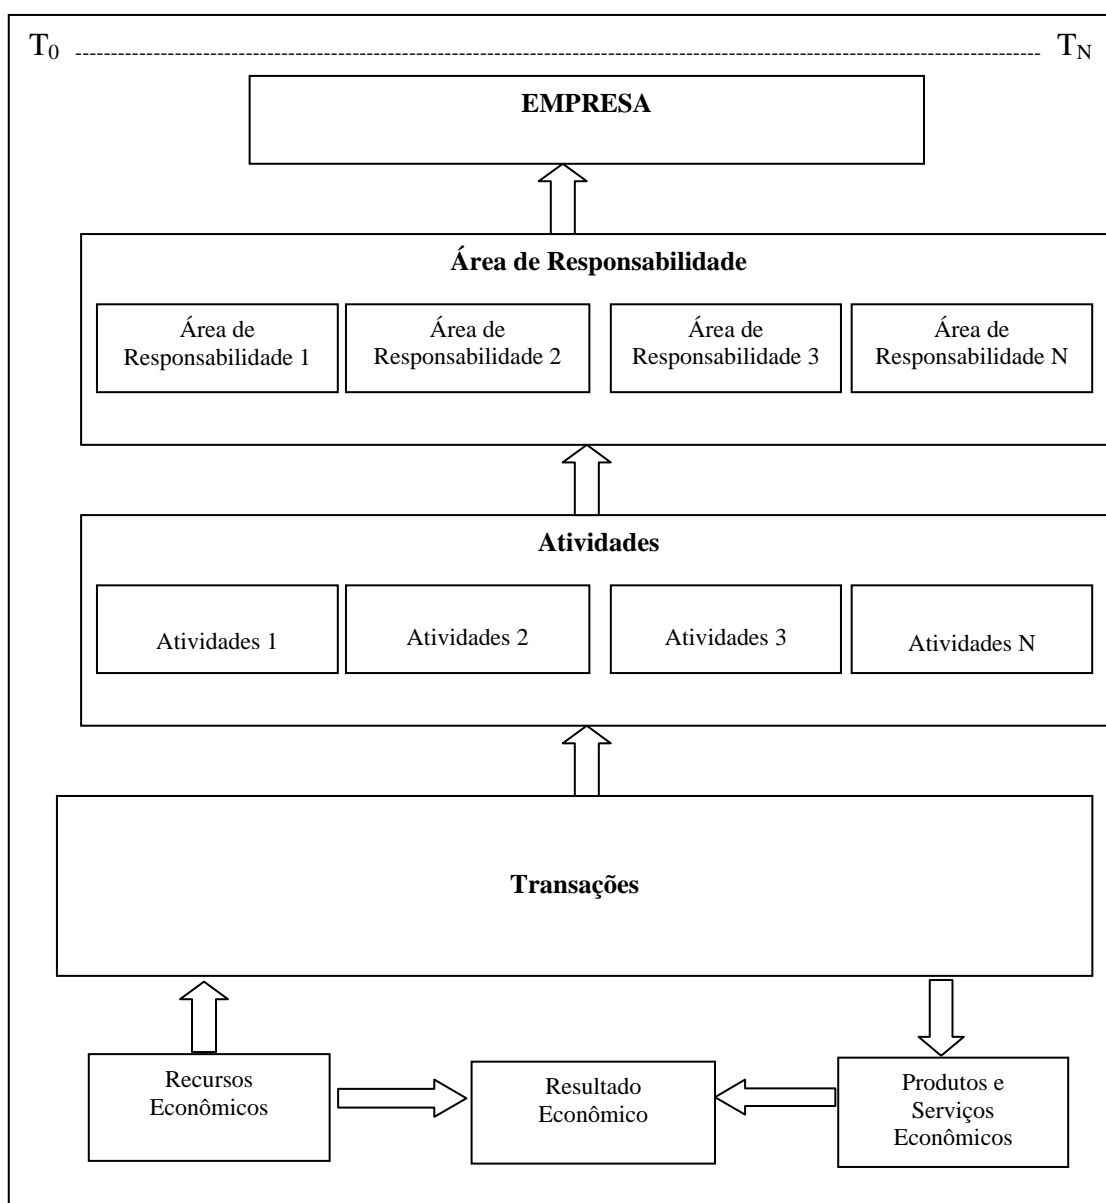 T0 TN
EMPRESA
Área de Responsabilidade
Área de
Responsabilidade 1
Área de
Responsabilidade 2
Área de
Responsabilidade 3
Área de
Responsabilidade N
Atividades
Atividades 1
Atividades 2
Atividades 3
Atividades N
Transações
Recursos
Econômicos
Resultado
Econômico
Produtos e
Serviços
Econômicos